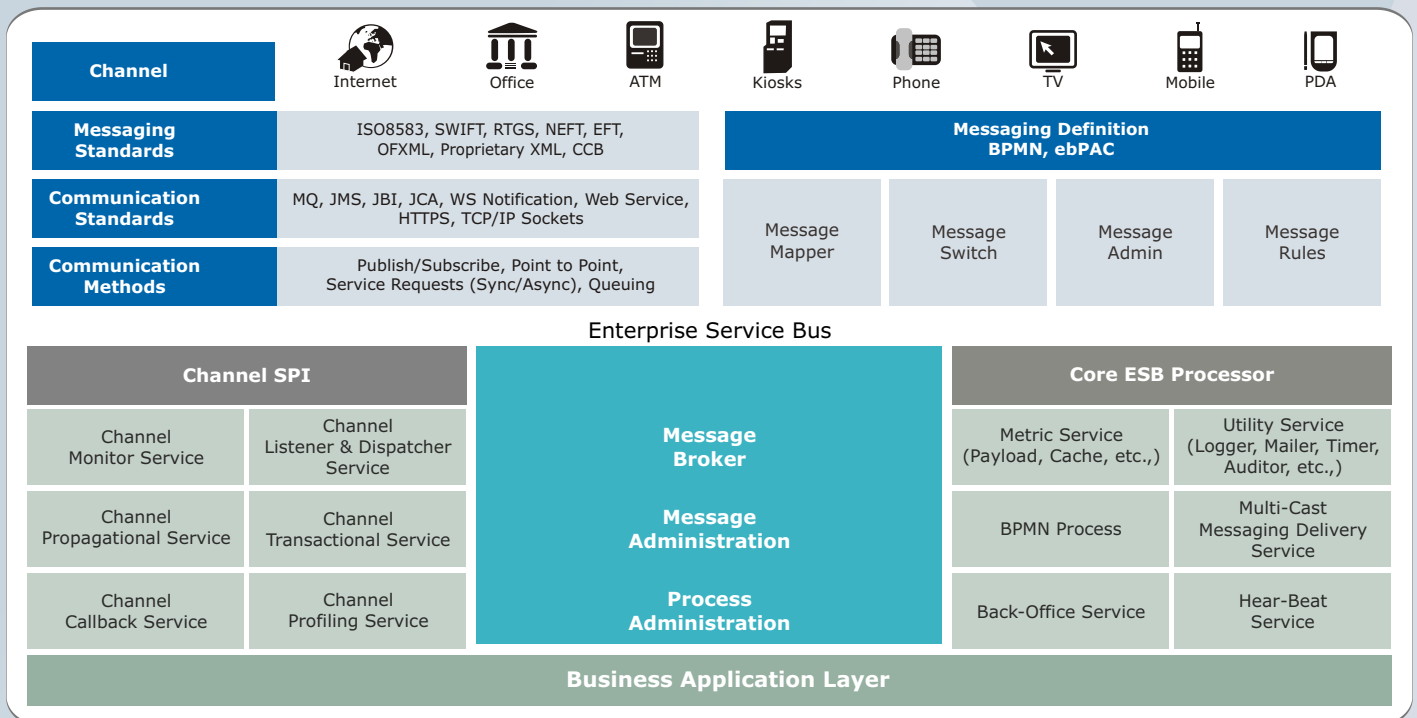 Channel
Internet
Office
ATM
Kiosks
Phone
TV
Mobile
PDA
Messaging
Standards
ISO8583, SWIFT, RTGS, NEFT, EFT,
OFXML, Proprietary XML, CCB
Communication
Standards
MQ, JMS, JBI, JCA, WS Notification, Web Service,
HTTPS, TCP/IP Sockets
Communication
Methods
Publish/Subscribe, Point to Point,
Service Requests (Sync/Async), Queuing
Messaging Definition
BPMN, ebPAC
Message
Mapper
Message
Switch
Message
Admin
Message
Rules
Enterprise Service Bus
Channel SPI
Channel
Monitor Service
Channel
Listener & Dispatcher
Service
Channel
Propagational Service
Channel
Transactional Service
Channel
Callback Service
Channel
Profiling Service
Message
Broker
Message
Administration
Process
Administration
Core ESB Processor
Metric Service
(Payload, Cache, etc.,)
Utility Service
(Logger, Mailer, Timer,
Auditor, etc.,)
BPMN Process
Multi-Cast
Messaging Delivery
Service
Back-Office Service
Hear-Beat
Service
Business Application Layer